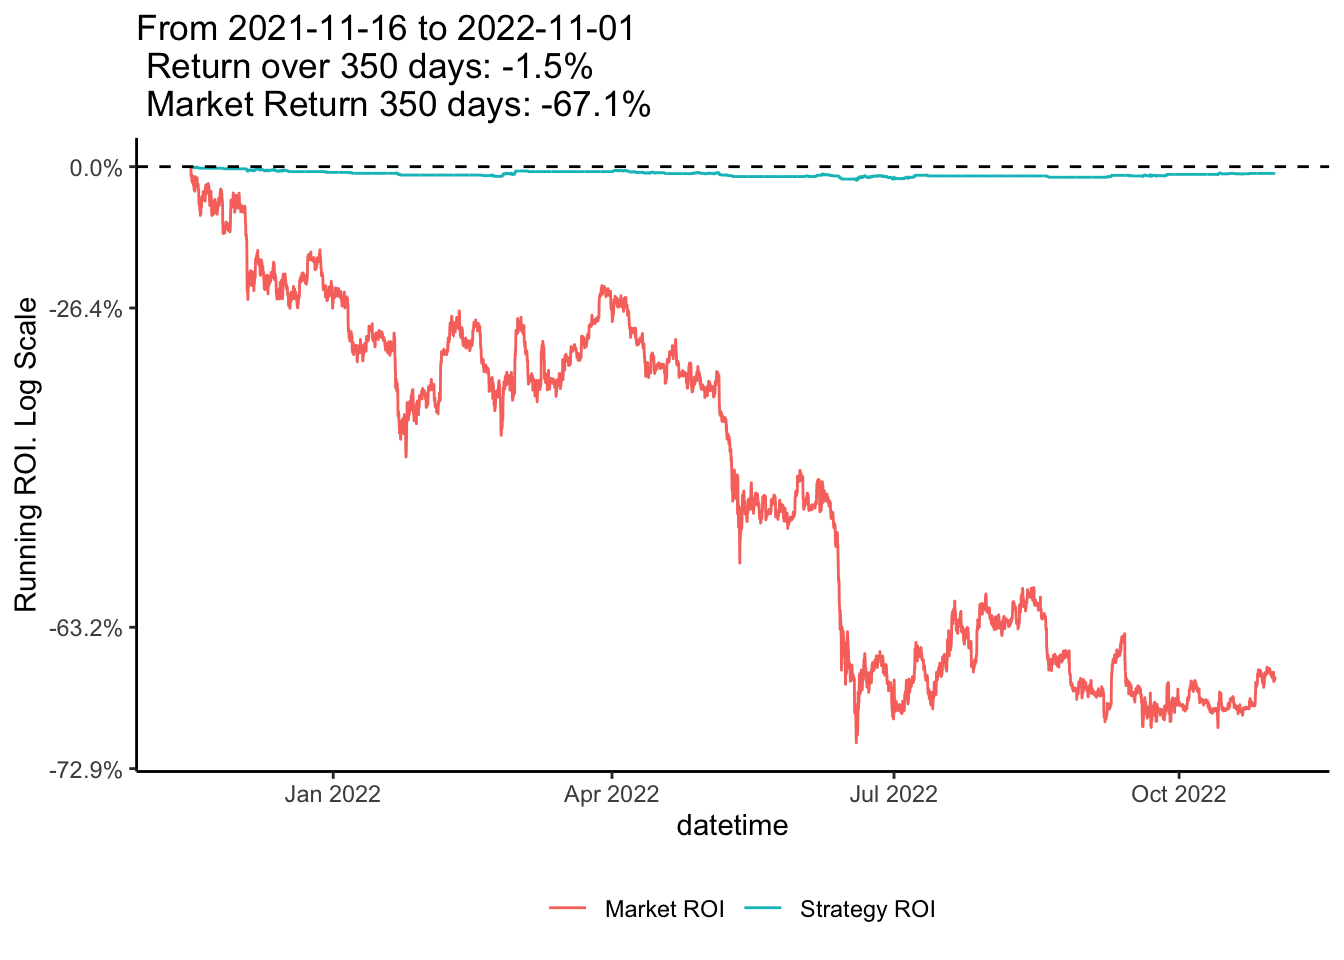 From 2021-11-16 to 2022-11-01
Return over 350 days: -1.5%
Market Return 350 days: -67.1%
0.0%
-26.4%
-63.2%
-72.9%
Running ROI. Log Scale
Jan 2022
Apr 2022
Jul 2022
Oct 2022
datetime
Market ROI
Strategy ROI